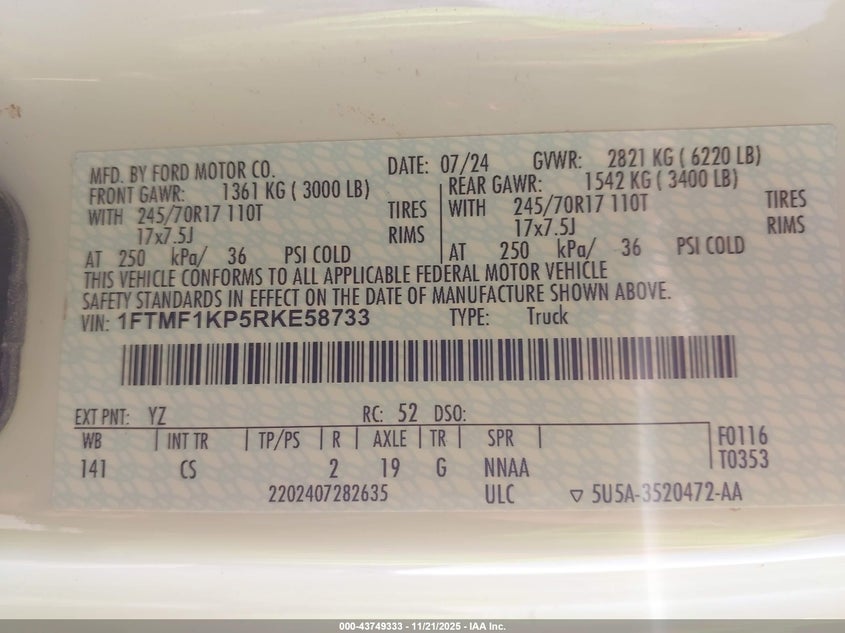 MFD. BY FORD MOTOR CO. DATE: 07/24 GVWR: 2821 KG ( 6220 LB)
FRONT GAWR: 1361 KG ( 3000 LB) REAR GAWR: 1542 KG ( 3400 LB)
WITH 245/70R17 110T TIRES WITH 245/70R17 110T TIRES
17x7.5J RIMS 17x7.5J RIMS
AT 250 kPa/ 36 PSI COLD AT 250 kPa/ 36 PSI COLD
THIS VEHICLE CONFORMS TO ALL APPLICABLE FEDERAL MOTOR VEHICLE
SAFETY STANDARDS IN EFFECT ON THE DATE OF MANUFACTURE SHOWN ABOVE.
VIN: 1FTMF1KP5RKE58733 TYPE: Truck
EXT PNT: YZ RC: 52 DSO:
WB INT TR TP/PS R AXLE TR SPR F0116
141 CS 2 19 G NNAA T0353
2202407282635 ULC ▽ 5U5A-3520472-AA
000-43749333 - 11/21/2025 - IAA Inc.